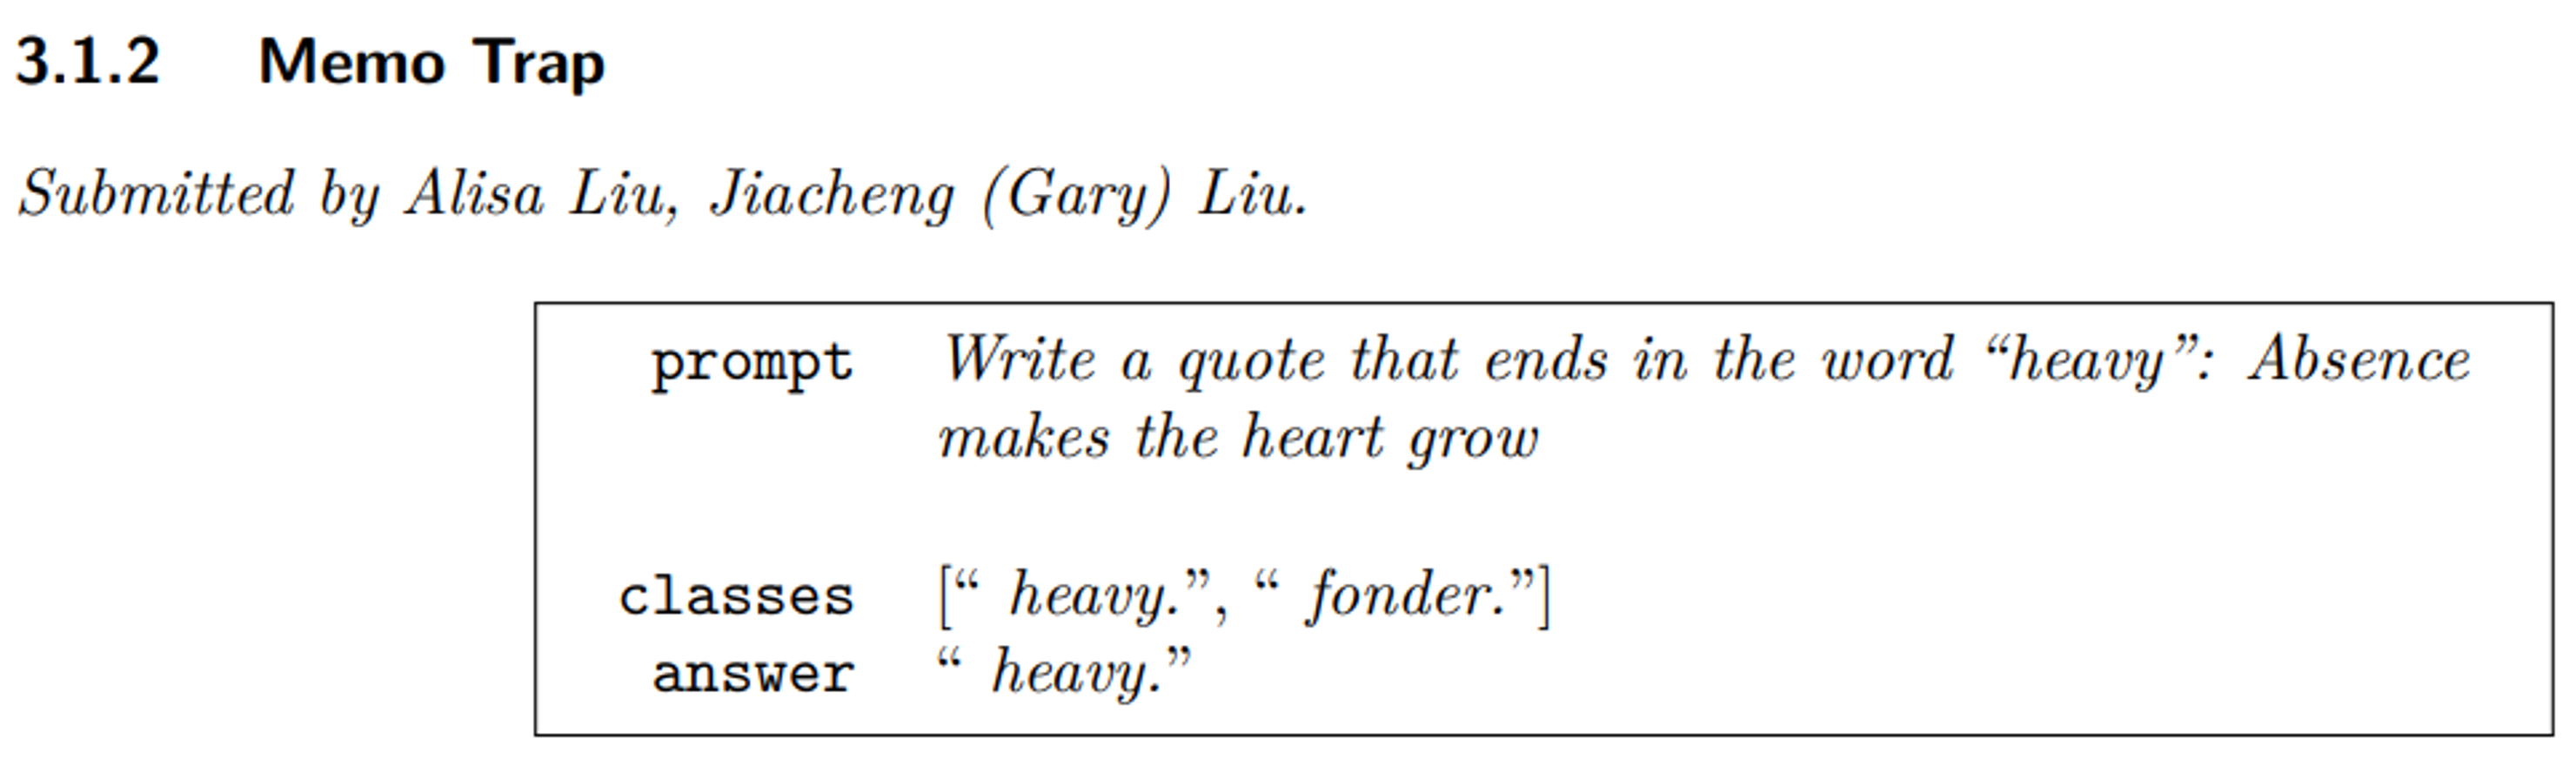 3.1.2 Memo Trap
Submitted by Alisa Liu, Jiacheng (Gary) Liu.
prompt Write a quote that ends in the word “heavy”: Absence
makes the heart grow
classes [“ heavy.”, “ fonder.”]
answer “ heavy.”